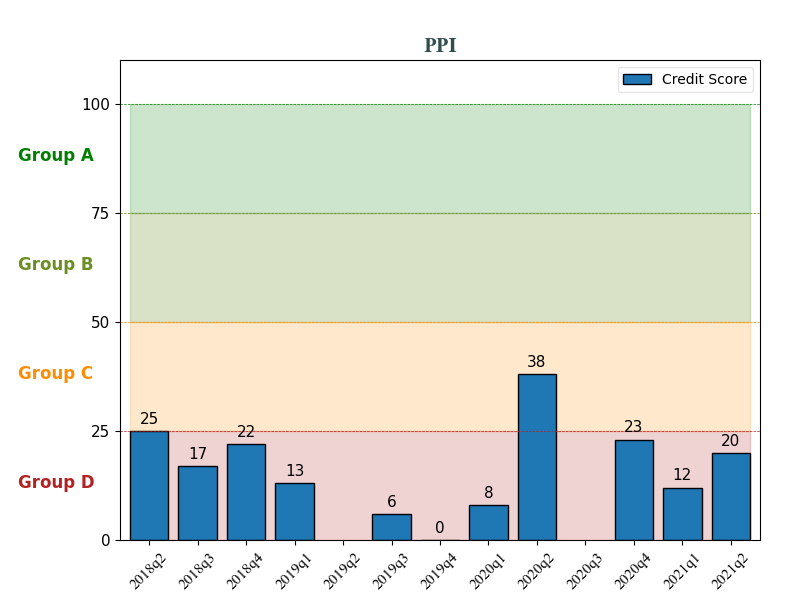 PPI
Credit Score
100
Group A
75
Group B
50
Group C
25
Group D
0
25
17
22
13
6
0
8
38
23
12
20
2018q2
2018q3
2018q4
2019q1
2019q2
2019q3
2019q4
2020q1
2020q2
2020q3
2020q4
2021q1
2021q2